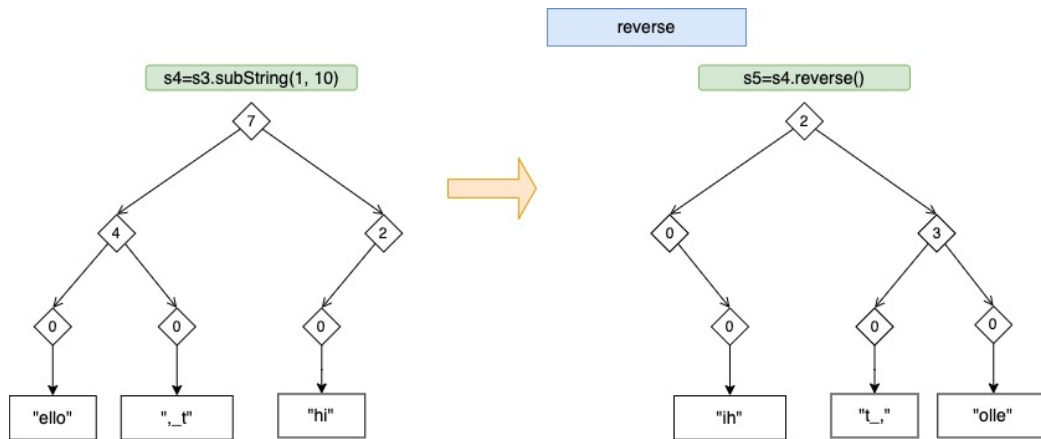 reverse
s4=s3.subString(1, 10)
s5=s4.reverse()
7
2
4
2
0
3
0
0
0
0
0
0
"ello"
",_t"
"hi"
"ih"
"t_,"
"olle"